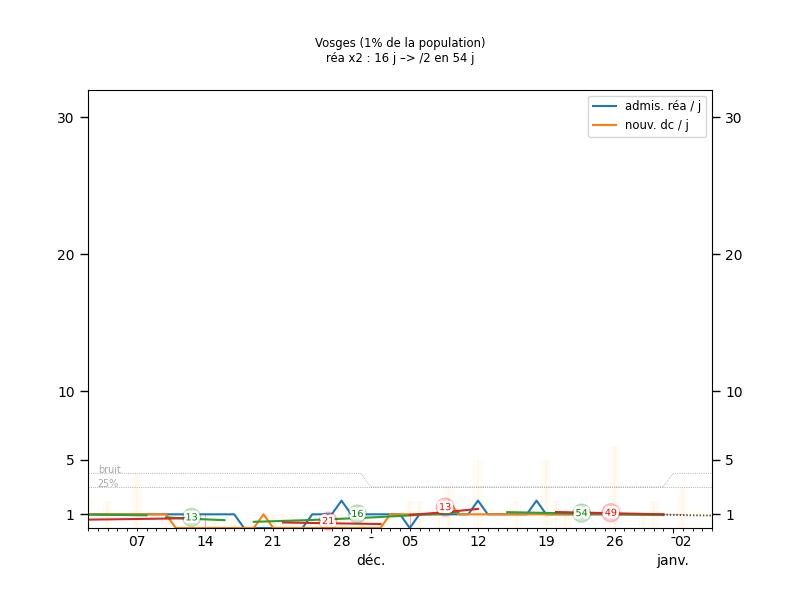 Vosges (1% de la population)
réa x2 : 16 j –> /2 en 54 j
admis. réa / j
nouv. dc / j
30 30
20 20
10 10
5 5
1 1
bruit
25%
13 21 16 13 54 49
07 14 21 28 - 05 12 19 26 - 02
déc. janv.